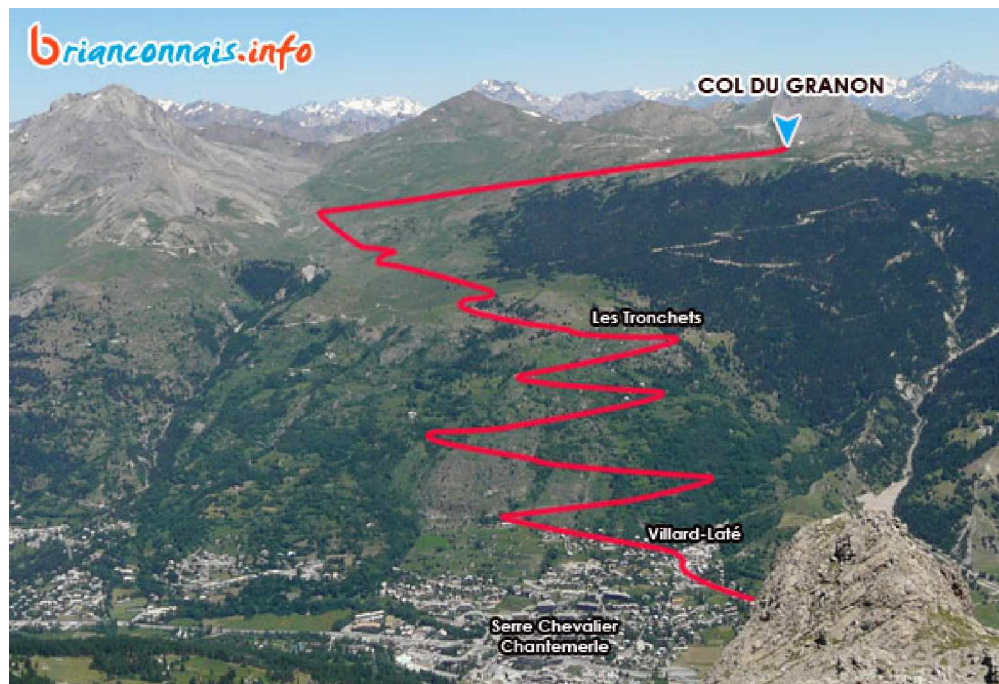 brianconnais.info
COL DU GRANON
Les Tronchets
Villard-Laté
Serre Chevalier
Chantemerle